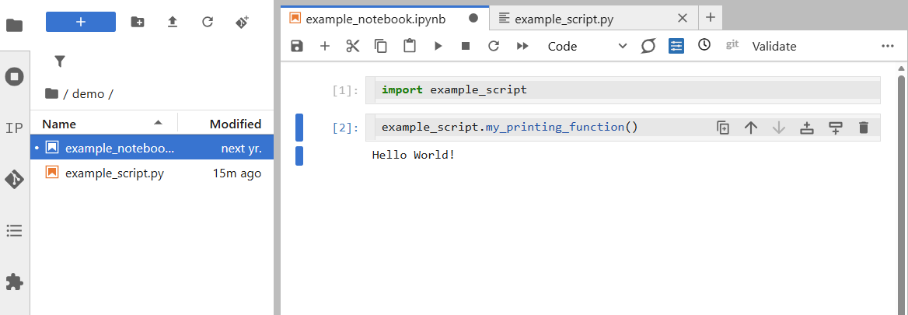 example_notebook.ipynb
example_script.py
Code
git
Validate
/ demo /
IP
Name
Modified
example_noteboo...
next yr.
example_script.py
15m ago
[1]:
import example_script
[2]:
example_script.my_printing_function()
Hello World!